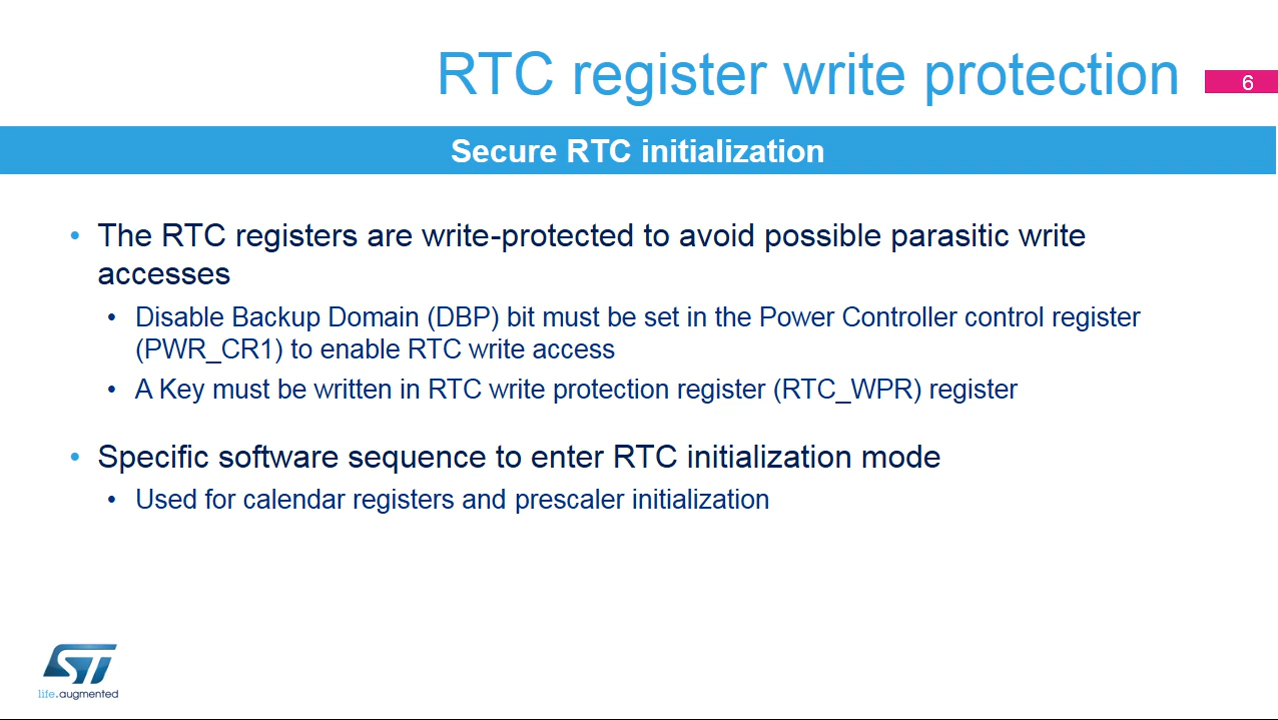 RTC register write protection
6
Secure RTC initialization
• The RTC registers are write-protected to avoid possible parasitic write
accesses
• Disable Backup Domain (DBP) bit must be set in the Power Controller control register
(PWR_CR1) to enable RTC write access
• A Key must be written in RTC write protection register (RTC_WPR) register
• Specific software sequence to enter RTC initialization mode
• Used for calendar registers and prescaler initialization
ST
life.augmented